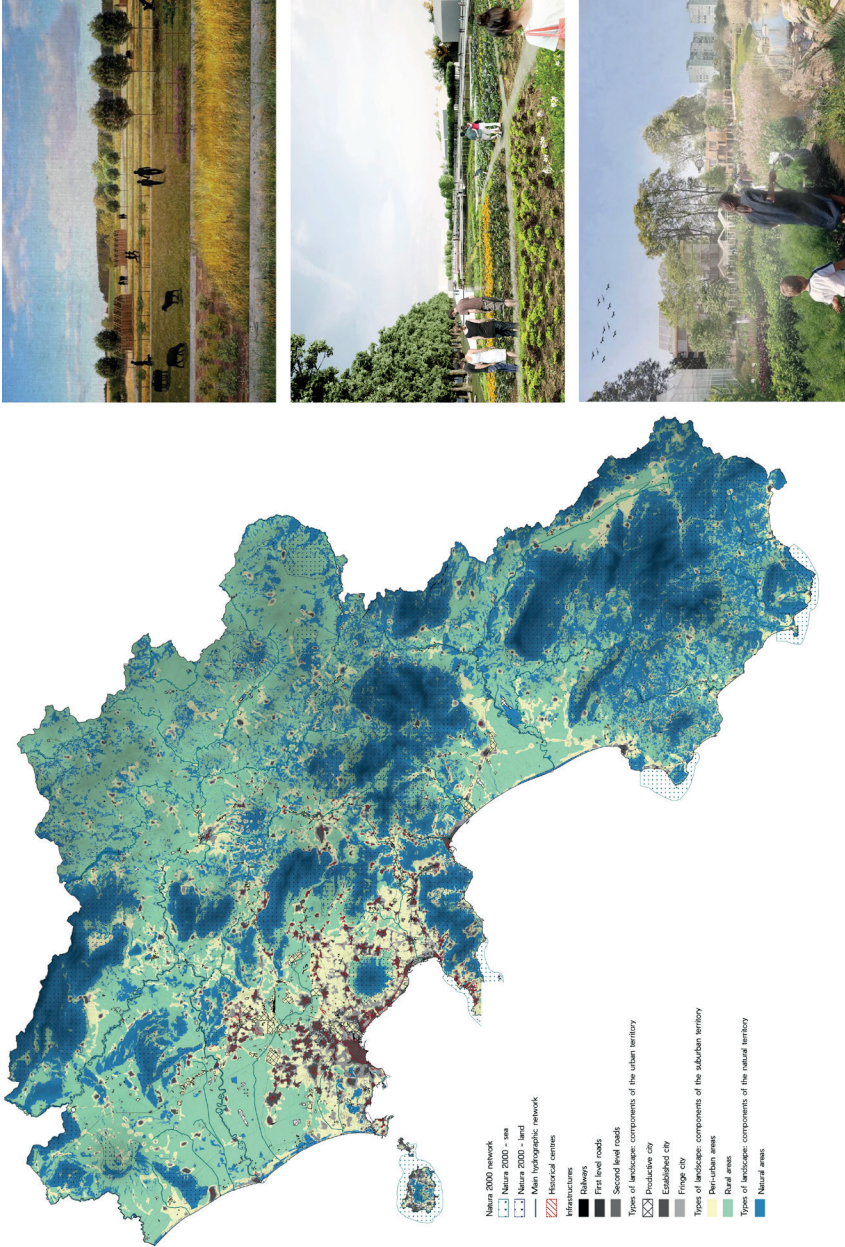 Natura 2000 network
Natura 2000 - sea
Natura 2000 - land
Main hydrographic network
Historical centres
Infrastructures
Railways
First level roads
Second level roads
Types of landscape: components of the urban territory
Productive city
Established city
Fringe city
Types of landscape: components of the suburban territory
Peri-urban areas
Rural areas
Types of landscape: components of the natural territory
Natural areas